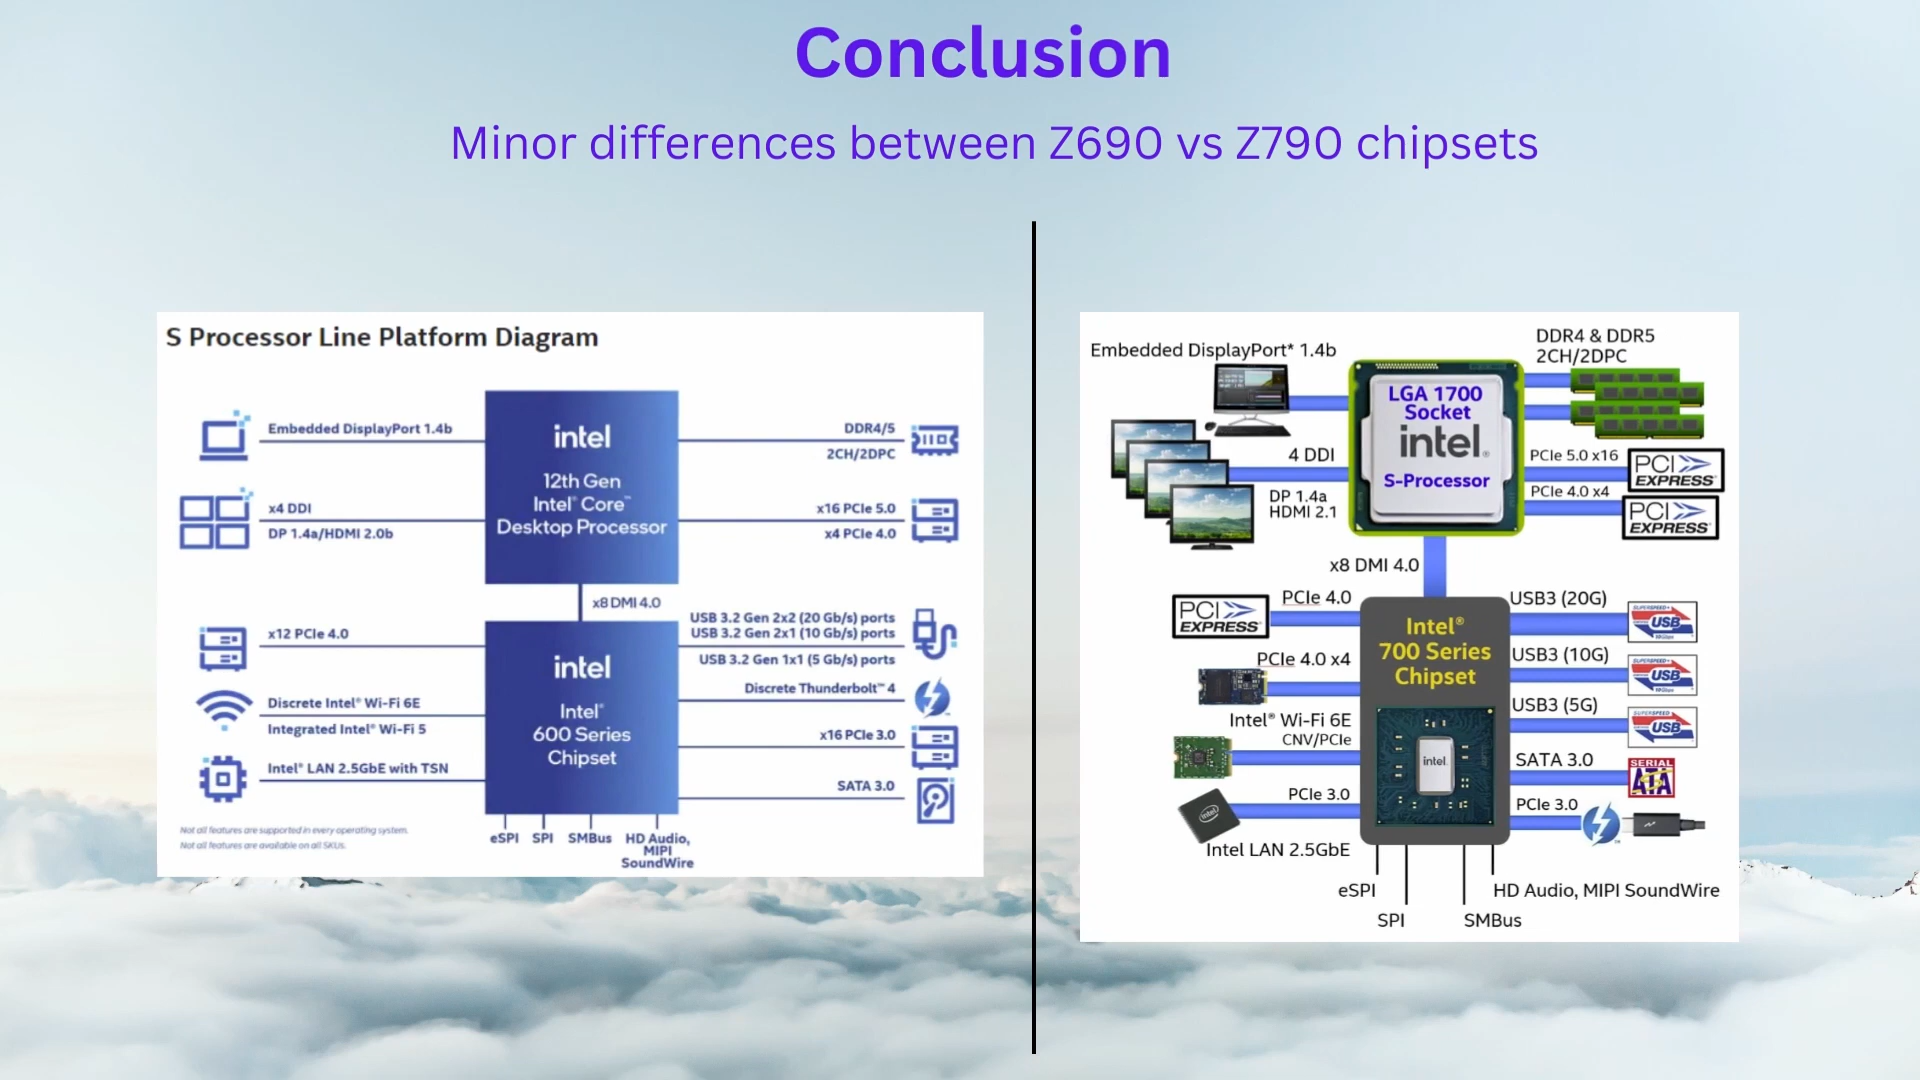 Conclusion
Minor differences between Z690 vs Z790 chipsets
S Processor Line Platform Diagram
Embedded DisplayPort 1.4b
x4 DDI
DP 1.4a/HDMI 2.0b
intel
12th Gen
Intel® Core™
Desktop Processor
DDR4/5
2CH/2DPC
x16 PCIe 5.0
x4 PCIe 4.0
x8 DMI 4.0
x12 PCIe 4.0
Discrete Intel® Wi-Fi 6E
Integrated Intel® Wi-Fi 5
Intel® LAN 2.5GbE with TSN
intel
Intel®
600 Series
Chipset
USB 3.2 Gen 2x2 (20 Gb/s) ports
USB 3.2 Gen 2x1 (10 Gb/s) ports
USB 3.2 Gen 1x1 (5 Gb/s) ports
Discrete Thunderbolt™ 4
x16 PCIe 3.0
SATA 3.0
eSPI
SPI
SMBus
HD Audio,
MIPI
SoundWire
Not all features are supported in every operating system.
Not all features are available on all SKUs.
Embedded DisplayPort* 1.4b
4 DDI
DP 1.4a
HDMI 2.1
LGA 1700
Socket
intel®
S-Processor
DDR4 & DDR5
2CH/2DPC
PCIe 5.0 x16
PCI
EXPRESS®
PCIe 4.0 x4
PCI
EXPRESS®
x8 DMI 4.0
PCIe 4.0
PCI
EXPRESS®
PCIe 4.0 x4
Intel® Wi-Fi 6E
CNV/PCIe
PCIe 3.0
intel
Intel LAN 2.5GbE
Intel®
700 Series
Chipset
intel.
USB3 (20G)
SUPERSPEED+
USB
10Gbps
USB3 (10G)
SUPERSPEED+
USB
10Gbps
USB3 (5G)
SUPERSPEED
USB
SATA 3.0
SERIAL
ATA
PCIe 3.0
eSPI
SPI
SMBus
HD Audio, MIPI SoundWire